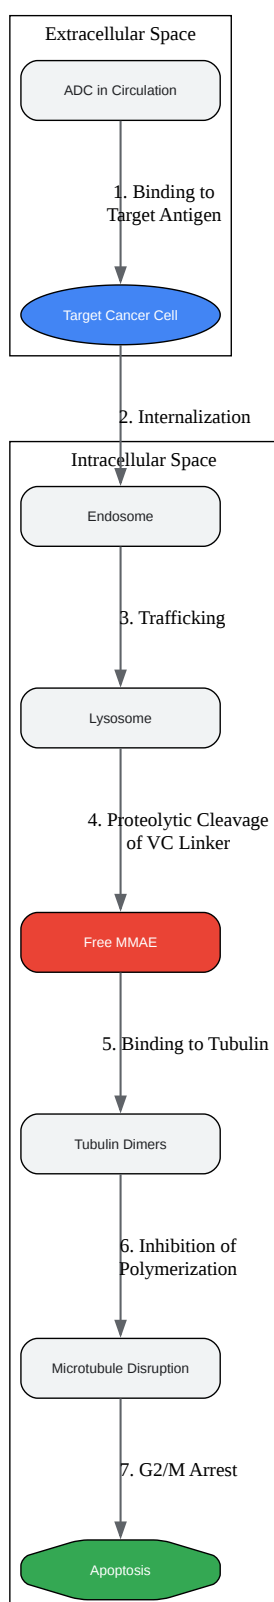 Extracellular Space
ADC in Circulation
1. Binding to
Target Antigen
Target Cancer Cell
2. Internalization
Intracellular Space
Endosome
3. Trafficking
Lysosome
4. Proteolytic Cleavage
of VC Linker
Free MMAE
5. Binding to Tubulin
Tubulin Dimers
6. Inhibition of
Polymerization
Microtubule Disruption
7. G2/M Arrest
Apoptosis